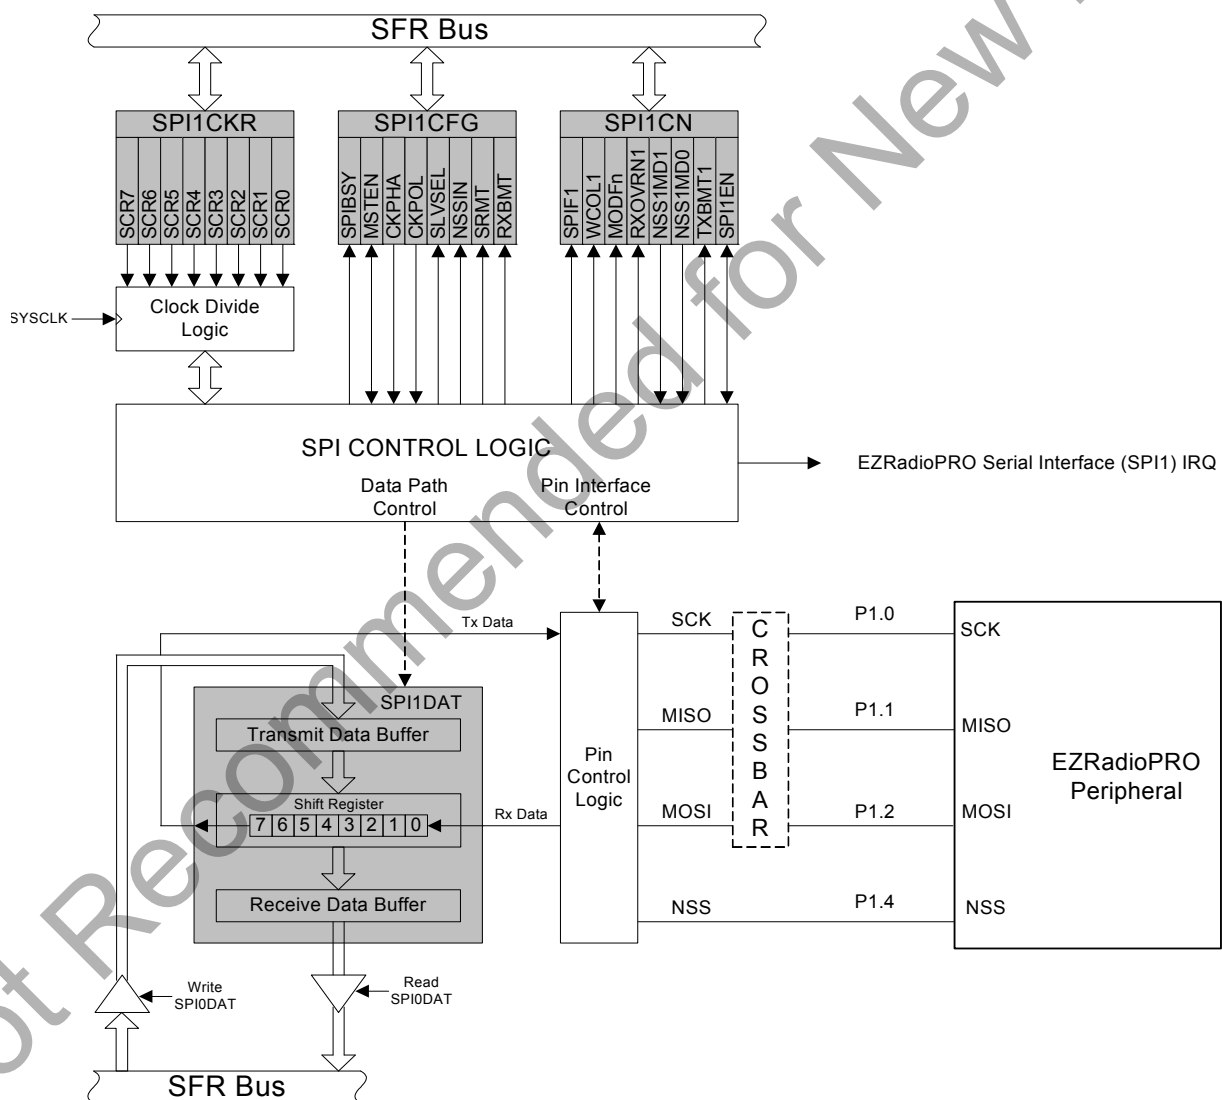 SFR Bus
SPI1CKR
SCR7
SCR6
SCR5
SCR4
SCR3
SCR2
SCR1
SCR0
SPI1CFG
SPIBSY
MSTEN
CKPHA
CKPOL
SLVSEL
NSSIN
SRMT
RXBMT
SPI1CN
SPIF1
WCOL1
MODFn
RXOVRN1
NSS1MD1
NSS1MD0
TXBMT1
SPI1EN
SYSCLK
Clock Divide
Logic
SPI CONTROL LOGIC
Data Path
Control
Pin Interface
Control
EZRadioPRO Serial Interface (SPI1) IRQ
Tx Data
SPI1DAT
Transmit Data Buffer
Shift Register
7 6 5 4 3 2 1 0
Rx Data
Receive Data Buffer
Pin
Control
Logic
SCK
MISO
MOSI
NSS
CROSSBAR
P1.0
P1.1
P1.2
P1.4
SCK
MISO
MOSI
NSS
EZRadioPRO
Peripheral
Write
SPI0DAT
Read
SPI0DAT
SFR Bus
ot Recommended for New